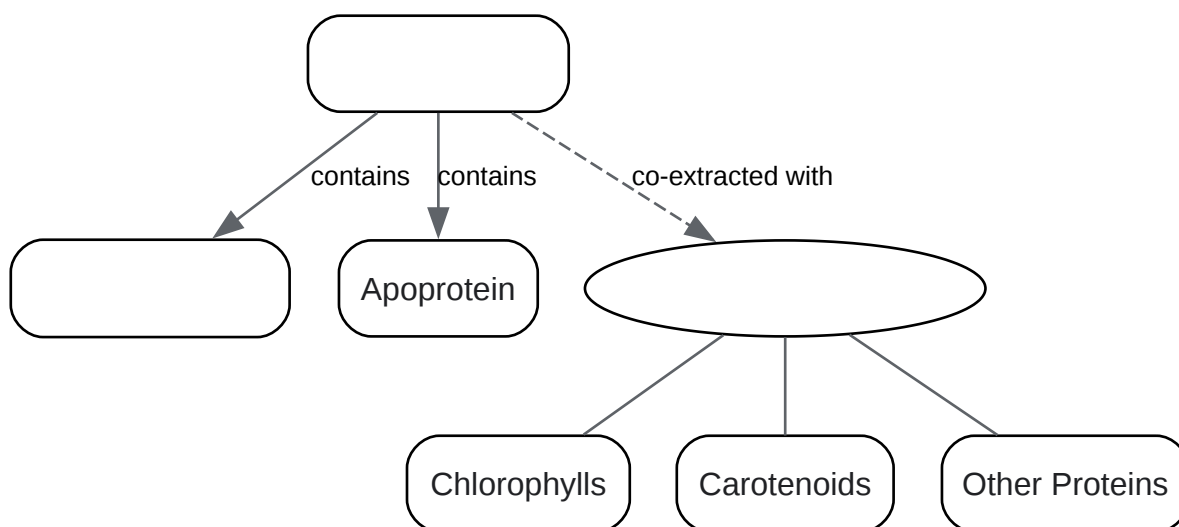 contains
contains
co-extracted with
Apoprotein
Chlorophylls
Carotenoids
Other Proteins